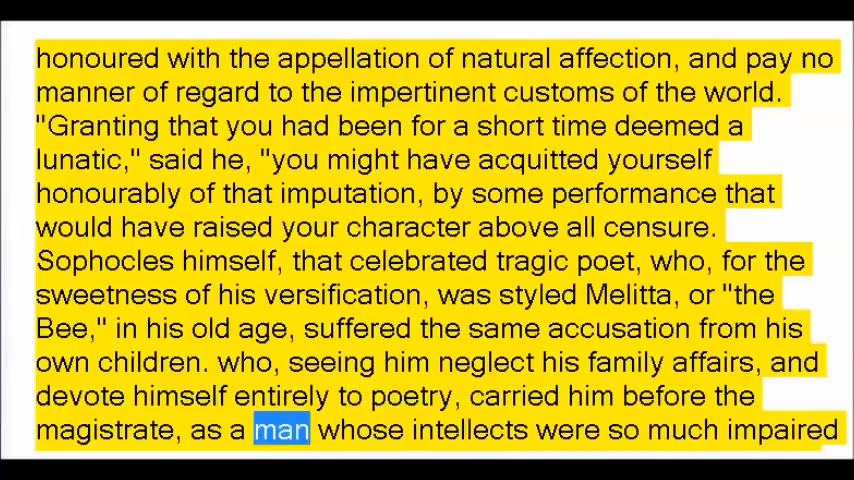 honoured with the appellation of natural affection, and pay no
manner of regard to the impertinent customs of the world.
"Granting that you had been for a short time deemed a
lunatic," said he, "you might have acquitted yourself
honourably of that imputation, by some performance that
would have raised your character above all censure.
Sophocles himself, that celebrated tragic poet, who, for the
sweetness of his versification, was styled Melitta, or "the
Bee," in his old age, suffered the same accusation from his
own children. who, seeing him neglect his family affairs, and
devote himself entirely to poetry, carried him before the
magistrate, as a man whose intellects were so much impaired